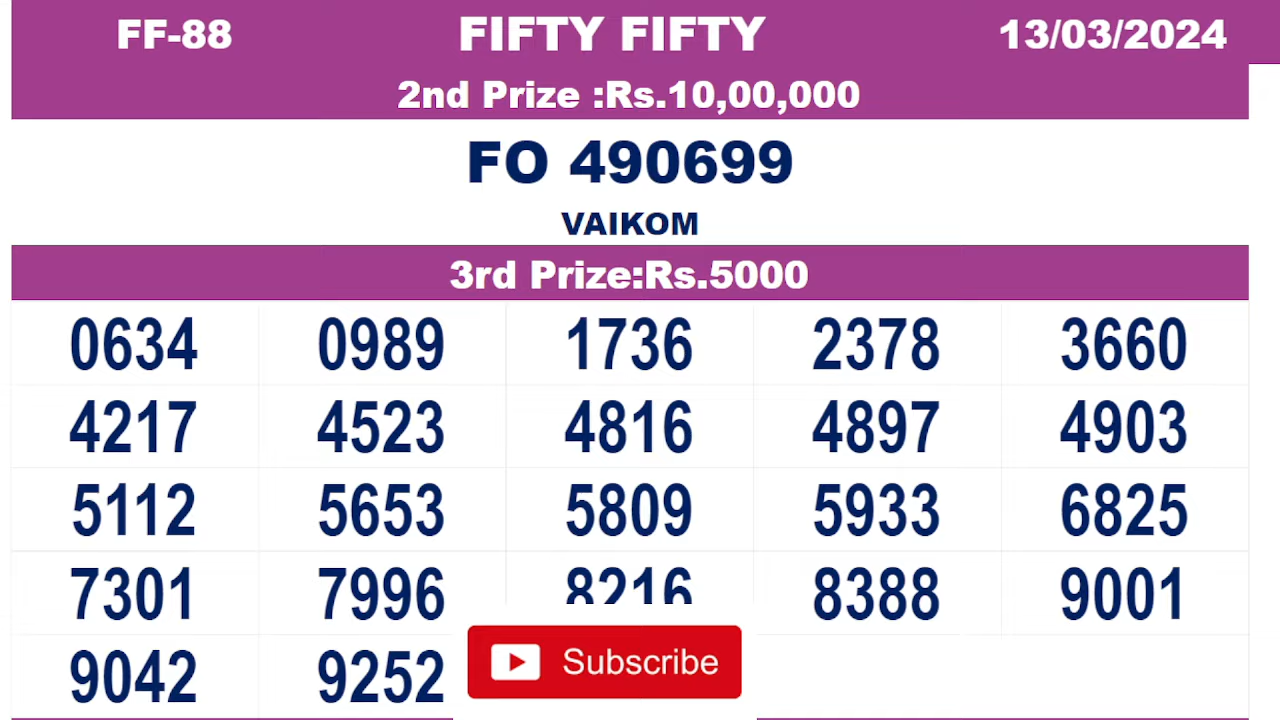 FF-88 FIFTY FIFTY 13/03/2024
2nd Prize :Rs.10,00,000
FO 490699
VAIKOM
3rd Prize:Rs.5000
0634 0989 1736 2378 3660
4217 4523 4816 4897 4903
5112 5653 5809 5933 6825
7301 7996 8216 8388 9001
9042 9252
Subscribe